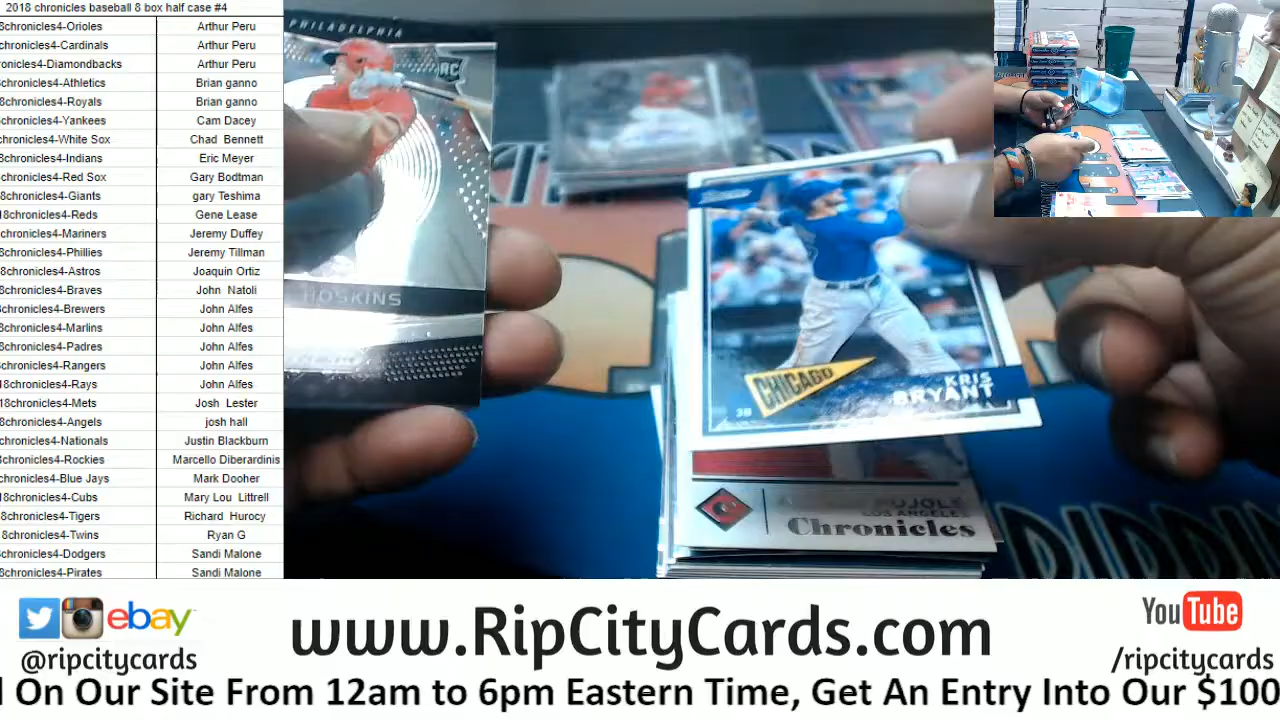 2018 chronicles baseball 8 box half case #4
8chronicles4-Orioles Arthur Peru
chronicles4-Cardinals Arthur Peru
ronicles4-Diamondbacks Arthur Peru
8chronicles4-Athletics Brian ganno
8chronicles4-Royals Brian ganno
chronicles4-Yankees Cam Dacey
hronicles4-White Sox Chad Bennett
8chronicles4-Indians Eric Meyer
chronicles4-Red Sox Gary Bodtman
8chronicles4-Giants gary Teshima
18chronicles4-Reds Gene Lease
chronicles4-Mariners Jeremy Duffey
8chronicles4-Phillies Jeremy Tillman
8chronicles4-Astros Joaquin Ortiz
8chronicles4-Braves John Natoli
chronicles4-Brewers John Alfes
8chronicles4-Marlins John Alfes
8chronicles4-Padres John Alfes
chronicles4-Rangers John Alfes
18chronicles4-Rays John Alfes
18chronicles4-Mets Josh Lester
8chronicles4-Angels josh hall
chronicles4-Nationals Justin Blackburn
chronicles4-Rockies Marcello Diberardinis
chronicles4-Blue Jays Mark Dooher
18chronicles4-Cubs Mary Lou Littrell
8chronicles4-Tigers Richard Hurocy
8chronicles4-Twins Ryan G
chronicles4-Dodgers Sandi Malone
8chronicles4-Pirates Sandi Malone
PHILADELPHIA
RC
HOSKINS
CHICAGO
KRIS
BRYANT
3B
PUJOLS
LOS ANGELES
Chronicles
ebay
@ripcitycards
www.RipCityCards.com
YouTube
/ripcitycards
On Our Site From 12am to 6pm Eastern Time, Get An Entry Into Our $100